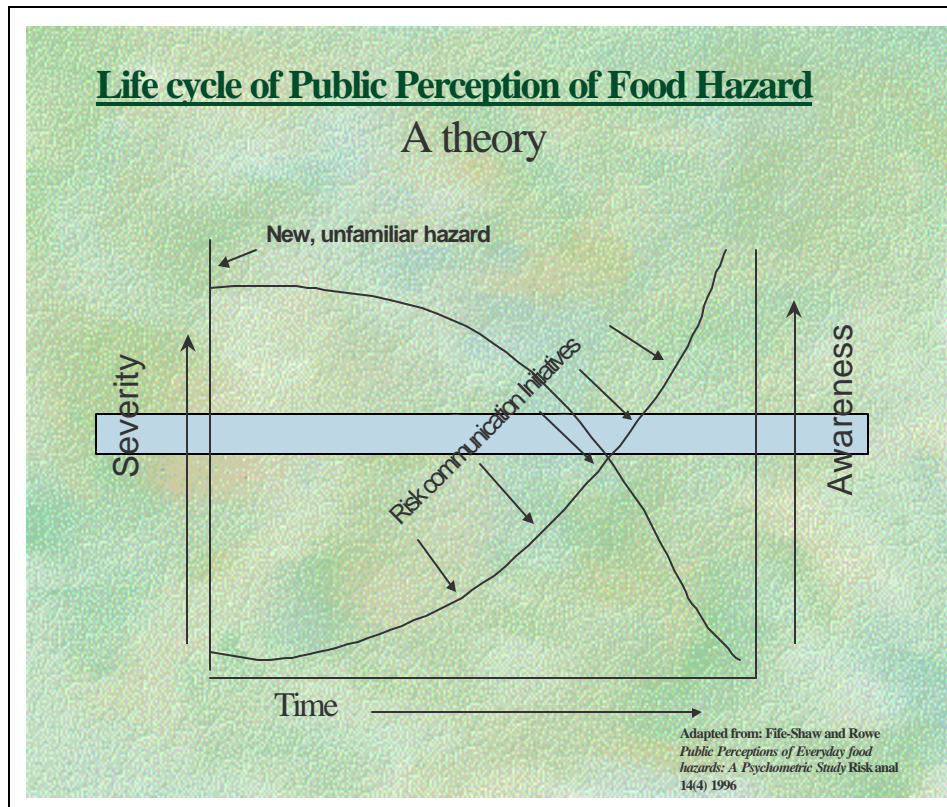 Life cycle of Public Perception of Food Hazard
A theory
New, unfamiliar hazard
Severity
Risk communication Initiatives
Awareness
Time
Adapted from: Fife-Shaw and Rowe
Public Perceptions of Everyday food
hazards: A Psychometric Study Risk anal
14(4) 1996